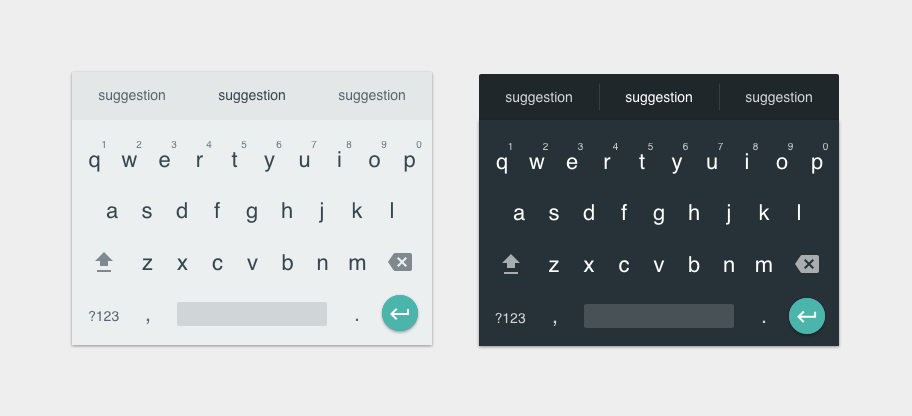 suggestion suggestion suggestion
1 2 3 4 5 6 7 8 9 0
q w e r t y u i o p
a s d f g h j k l
z x c v b n m
?123 , .
suggestion suggestion suggestion
1 2 3 4 5 6 7 8 9 0
q w e r t y u i o p
a s d f g h j k l
z x c v b n m
?123 , .